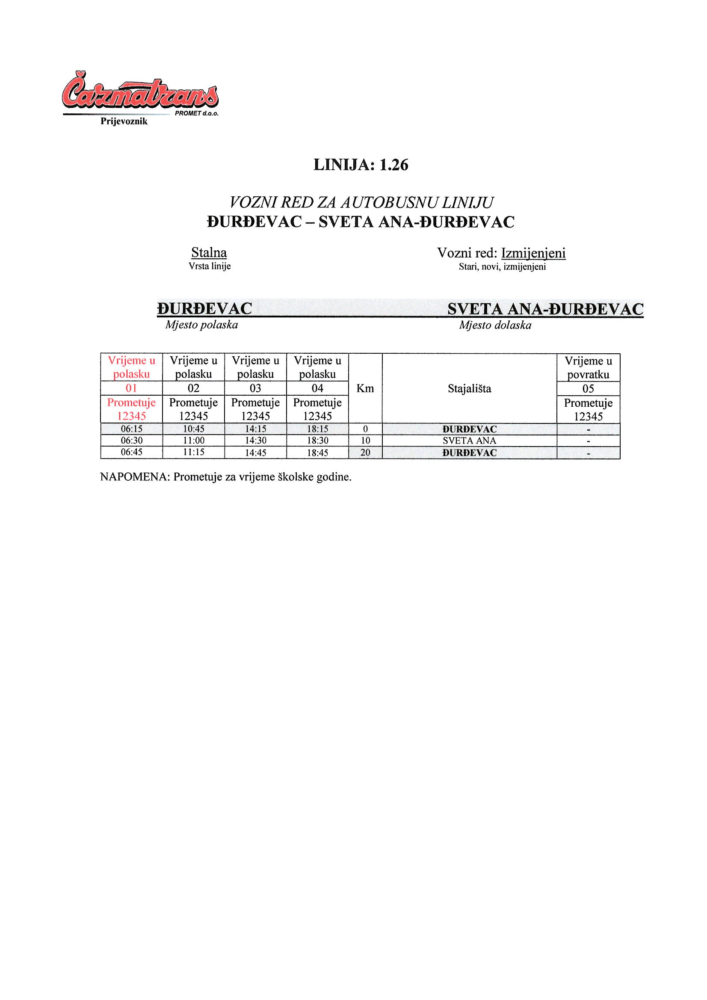 Čazmatrans
PROMET d.o.o.
Prijevoznik
LINIJA: 1.26
VOZNI RED ZA AUTOBUSNU LINIJU
ĐURĐEVAC – SVETA ANA-ĐURĐEVAC
Stalna Vozni red: Izmijenjeni
Vrsta linije Stari, novi, izmijenjeni
ĐURĐEVAC SVETA ANA-ĐURĐEVAC
Mjesto polaska Mjesto dolaska
Vrijeme u Vrijeme u Vrijeme u Vrijeme u Vrijeme u
polasku polasku polasku polasku povratku
01 02 03 04 Km Stajališta 05
Prometuje Prometuje Prometuje Prometuje Prometuje
12345 12345 12345 12345 12345
06:15 10:45 14:15 18:15 0 ĐURĐEVAC -
06:30 11:00 14:30 18:30 10 SVETA ANA -
06:45 11:15 14:45 18:45 20 ĐURĐEVAC -
NAPOMENA: Prometuje za vrijeme školske godine.